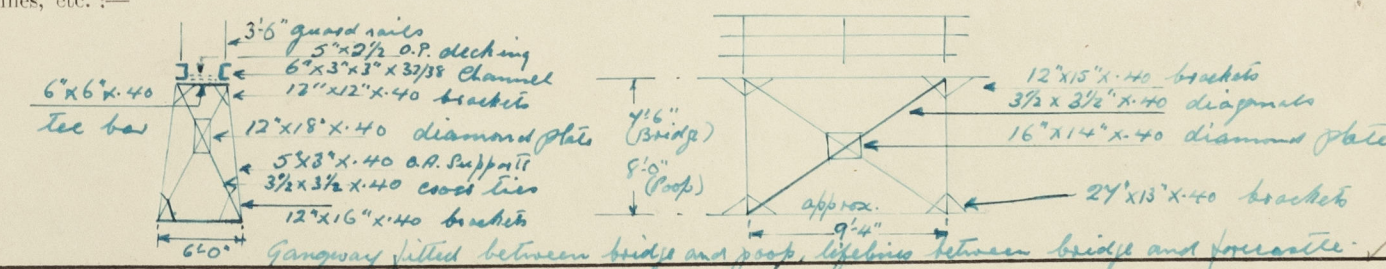 lines, etc. :—
3'-6" guard rails
5" x 2½ O.P. decking
6" x 3" x 3" x 37/38 Channel
12" x 12" x .40 brackets
6" x 6" x .40
tee bar
12" x 18" x .40 diamond plate
5" x 3" x .40 O.A. Supports
3½ x 3½ x .40 cross ties
12" x 16" x .40 brackets
6'-0"
7'-6"
(Bridge)
8'-0"
(Poop)
12" x 15" x .40 brackets
3½ x 3½" x .40 diagonals
16" x 14" x .40 diamond plate
27" x 13" x .40 brackets
approx.
9'-4"
Gangway fitted between bridge and poop, lifelines between bridge and forecastle.